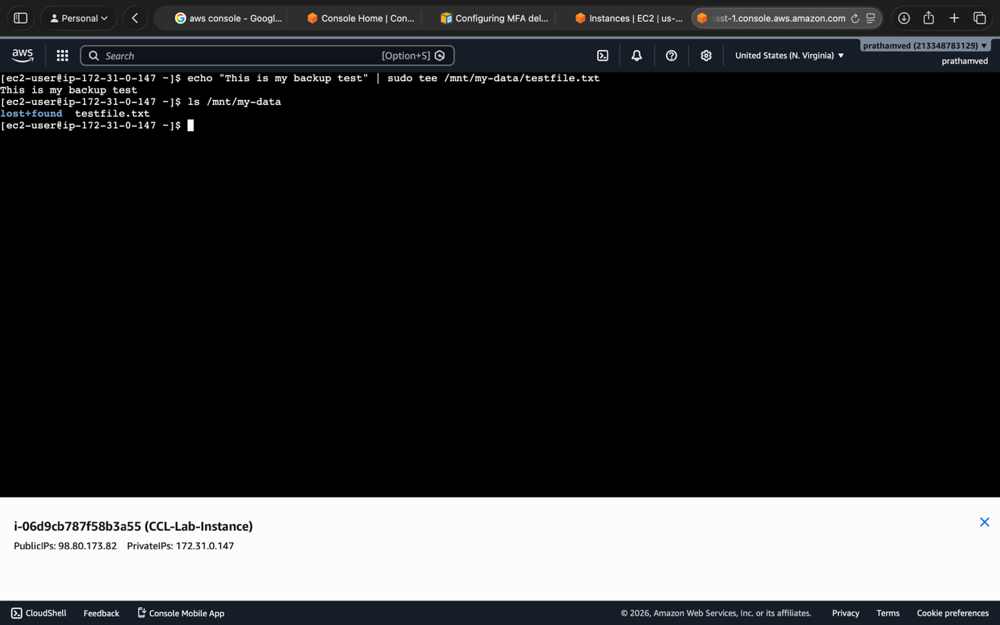 Personal
aws console - Googl...
Console Home | Con...
Configuring MFA del...
Instances | EC2 | us-...
east-1.console.aws.amazon.com
aws
Search
[Option+S]
United States (N. Virginia) ▼
prathamved (213348783129) ▼
prathamved
[ec2-user@ip-172-31-0-147 ~]$ echo "This is my backup test" | sudo tee /mnt/my-data/testfile.txt
This is my backup test
[ec2-user@ip-172-31-0-147 ~]$ ls /mnt/my-data
lost+found  testfile.txt
[ec2-user@ip-172-31-0-147 ~]$
i-06d9cb787f58b3a55 (CCL-Lab-Instance)
PublicIPs: 98.80.173.82 PrivateIPs: 172.31.0.147
CloudShell
Feedback
Console Mobile App
© 2026, Amazon Web Services, Inc. or its affiliates.
Privacy
Terms
Cookie preferences